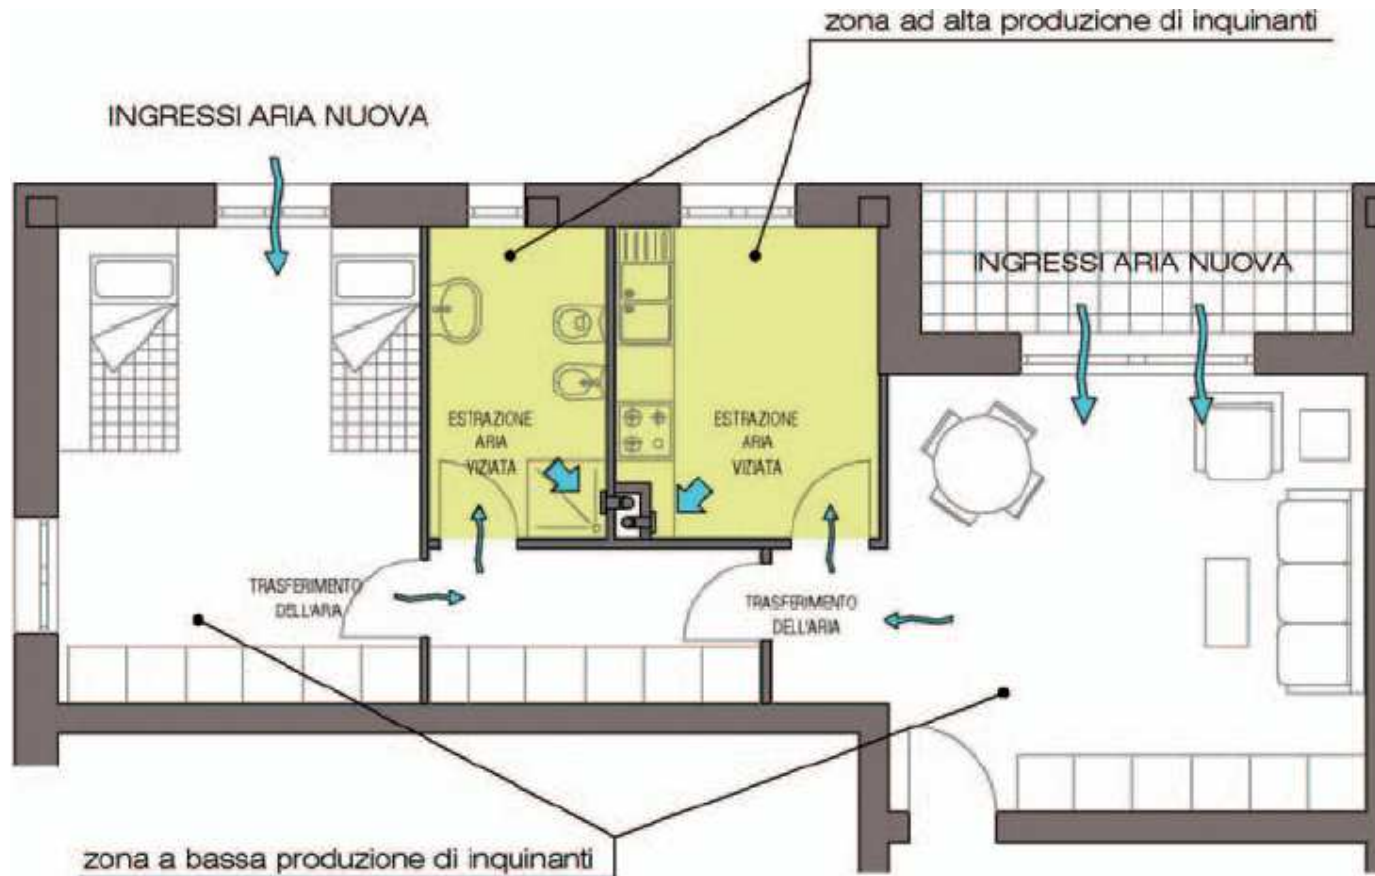 zona ad alta produzione di inquinanti
INGRESSI ARIA NUOVA
INGRESSI ARIA NUOVA
ESTRAZIONE
ARIA
VIZIATA
ESTRAZIONE
ARIA
VIZIATA
TRASFERIMENTO
DELL'ARIA
TRASFERIMENTO
DELL'ARIA
zona a bassa produzione di inquinanti